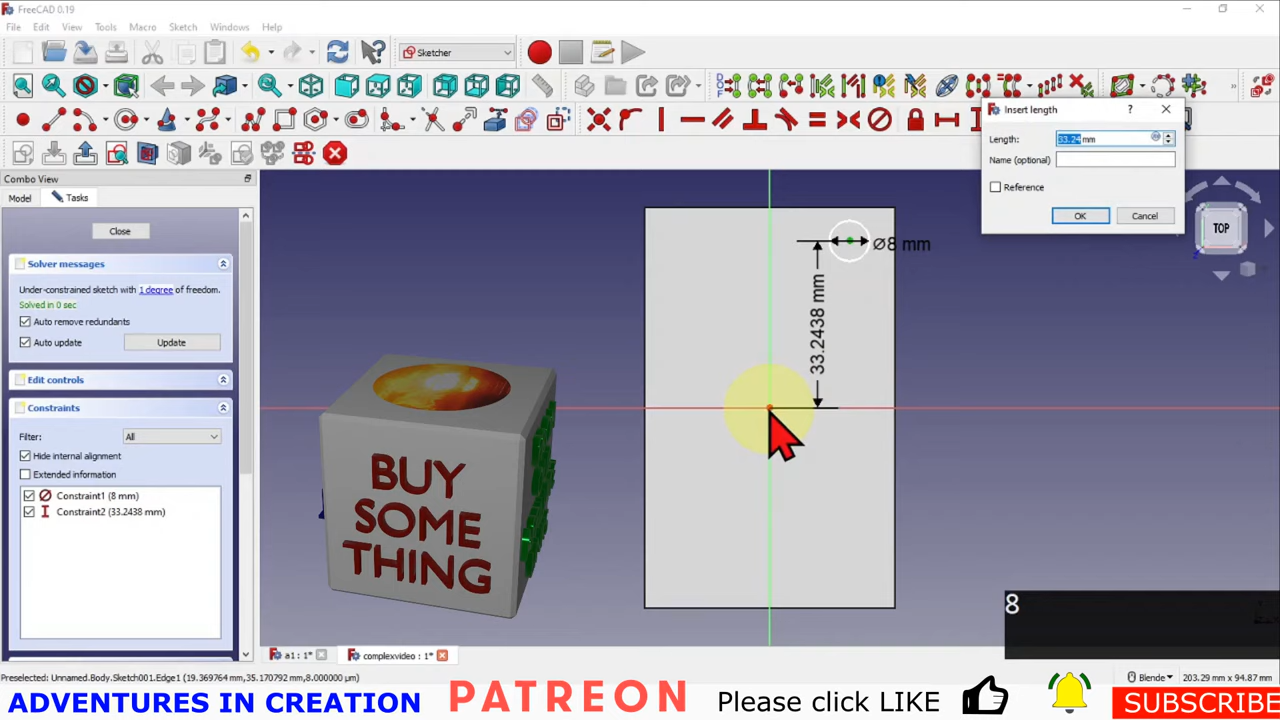 FreeCAD 0.19
File Edit View Tools Macro Sketch Windows Help
Sketcher
Insert length
Length: 33.24 mm
Name (optional)
Reference
OK Cancel
Combo View
Model Tasks
Close
Solver messages
Under-constrained sketch with 1 degree of freedom.
Solved in 0 sec
Auto remove redundants
Auto update Update
Edit controls
Constraints
Filter: All
Hide internal alignment
Extended information
Constraint1 (8 mm)
Constraint2 (33.2438 mm)
TOP
∅8 mm
33.2438 mm
BUY
SOME
THING
8
a1 : 1* complexvideo : 1*
Preselected: Unnamed.Body.Sketch001.Edge1 (19.369764 mm,35.170792 mm,8.000000 µm) Blende 203.29 mm x 94.87 mm
ADVENTURES IN CREATION PATREON Please click LIKE SUBSCRIBE